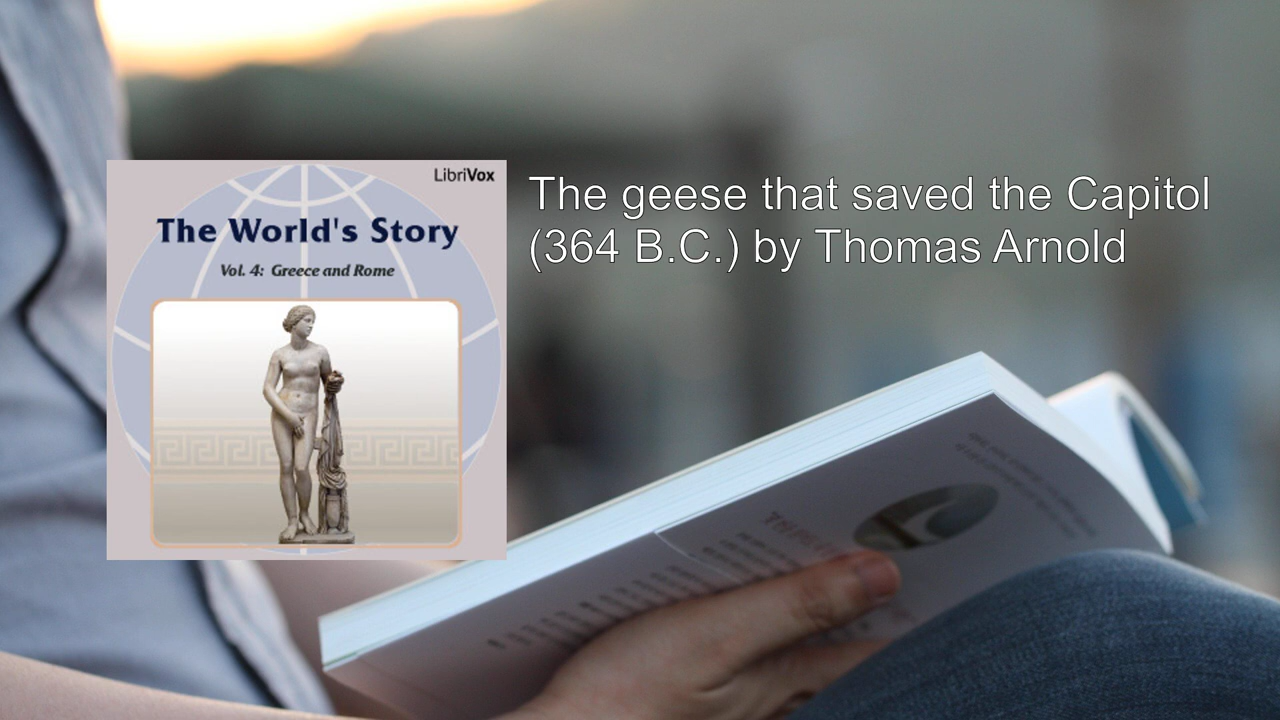 LibriVox
The World's Story
Vol. 4: Greece and Rome
The geese that saved the Capitol
(364 B.C.) by Thomas Arnold